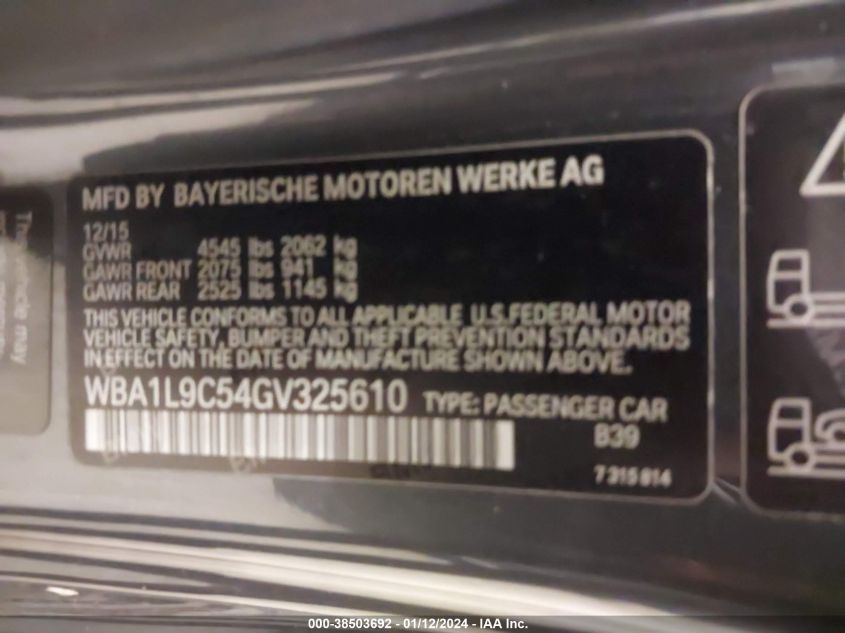 MFD BY BAYERISCHE MOTOREN WERKE AG
12/15
GVWR 4545 lbs 2062 kg
GAWR FRONT 2075 lbs 941 kg
GAWR REAR 2525 lbs 1145 kg
THIS VEHICLE CONFORMS TO ALL APPLICABLE U.S.FEDERAL MOTOR
VEHICLE SAFETY, BUMPER AND THEFT PREVENTION STANDARDS
IN EFFECT ON THE DATE OF MANUFACTURE SHOWN ABOVE.
WBA1L9C54GV325610 TYPE: PASSENGER CAR
B39
7 315 814
The vehicle may
000-38503692 - 01/12/2024 - IAA Inc.